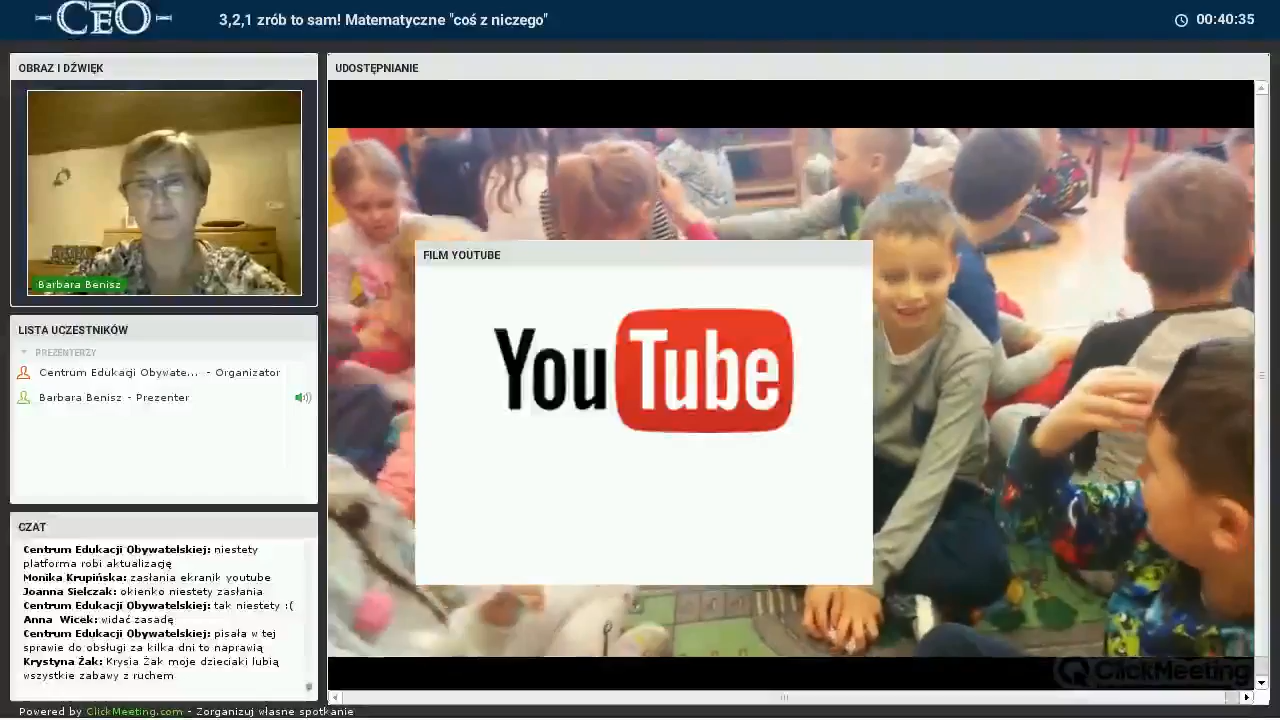 CEO
3,2,1 zrób to sam! Matematyczne "coś z niczego"
00:40:35
OBRAZ I DŹWIĘK
Barbara Benisz
LISTA UCZESTNIKÓW
PREZENTERZY
Centrum Edukacji Obywate... - Organizator
Barbara Benisz - Prezenter
CZAT
Centrum Edukacji Obywatelskiej: niestety
platforma robi aktualizację
Monika Krupińska: zasłania ekranik youtube
Joanna Sielczak: okienko niestety zasłania
Centrum Edukacji Obywatelskiej: tak niestety :(
Anna Wicek: widać zasadę
Centrum Edukacji Obywatelskiej: pisała w tej
sprawie do obsługi za kilka dni to naprawią
Krystyna Żak: Krysia Żak moje dzieciaki lubią
wszystkie zabawy z ruchem
UDOSTĘPNIANIE
FILM YOUTUBE
YouTube
ClickMeeting
Powered by ClickMeeting.com - Zorganizuj własne spotkanie